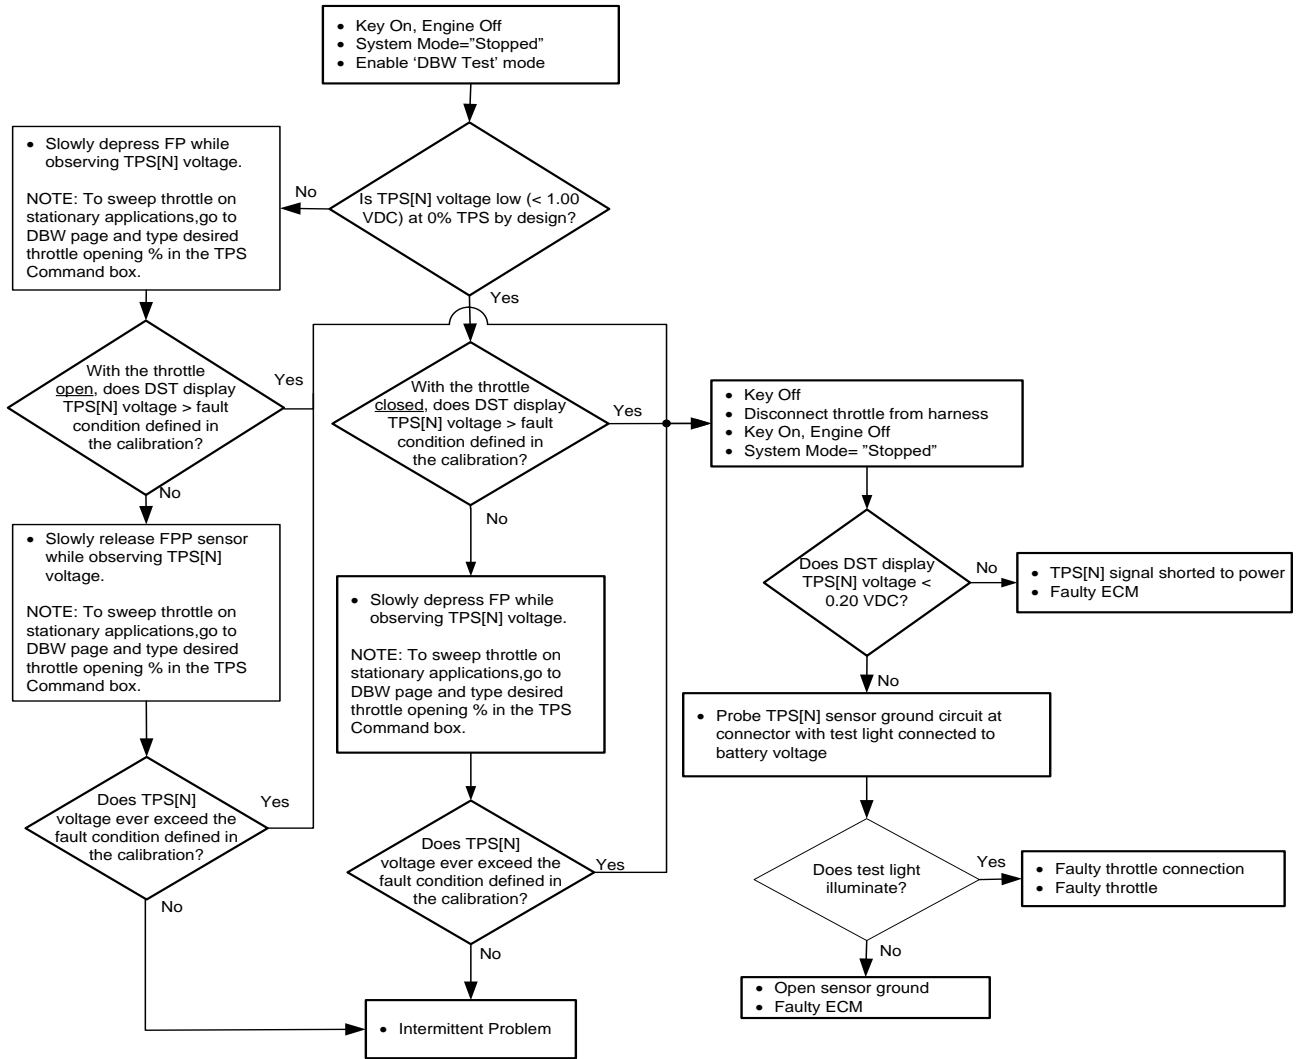 • Key On, Engine Off
• System Mode=”Stopped”
• Enable ‘DBW Test’ mode
• Slowly depress FP while
observing TPS[N] voltage.
NOTE: To sweep throttle on
stationary applications,go to
DBW page and type desired
throttle opening % in the TPS
Command box.
No
Is TPS[N] voltage low (< 1.00
VDC) at 0% TPS by design?
Yes
With the throttle
open, does DST display
TPS[N] voltage > fault
condition defined in
the calibration?
Yes
No
With the throttle
closed, does DST display
TPS[N] voltage > fault
condition defined in
the calibration?
Yes
No
• Key Off
• Disconnect throttle from harness
• Key On, Engine Off
• System Mode= ”Stopped”
• Slowly release FPP sensor
while observing TPS[N]
voltage.
NOTE: To sweep throttle on
stationary applications,go to
DBW page and type desired
throttle opening % in the TPS
Command box.
• Slowly depress FP while
observing TPS[N] voltage.
NOTE: To sweep throttle on
stationary applications,go to
DBW page and type desired
throttle opening % in the TPS
Command box.
Does DST display
TPS[N] voltage <
0.20 VDC?
No
• TPS[N] signal shorted to power
• Faulty ECM
No
• Probe TPS[N] sensor ground circuit at
connector with test light connected to
battery voltage
Does TPS[N]
voltage ever exceed the
fault condition defined in
the calibration?
Yes
No
Does TPS[N]
voltage ever exceed the
fault condition defined in
the calibration?
Yes
No
Does test light
illuminate?
Yes
• Faulty throttle connection
• Faulty throttle
No
• Open sensor ground
• Faulty ECM
• Intermittent Problem